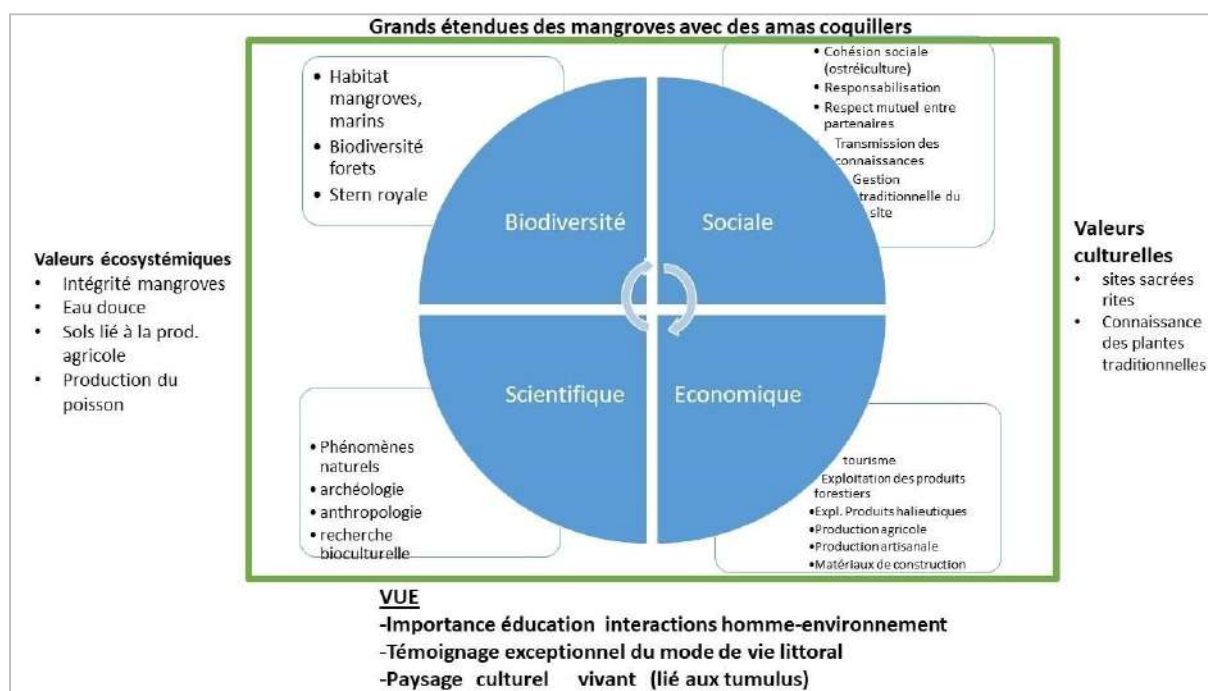 Grands étendues des mangroves avec des amas coquillers
• Habitat
mangroves,
marins
• Biodiversité
forets
• Stern royale
• Cohésion sociale
(ostréiculture)
• Responsabilisation
• Respect mutuel entre
partenaires
Transmission des
connaissances
Gestion
traditionnelle du
site
Biodiversité
Sociale
Valeurs écosystémiques
• Intégrité mangroves
• Eau douce
• Sols lié à la prod.
agricole
• Production du
poisson
Valeurs
culturelles
• sites sacrées
rites
• Connaissance
des plantes
traditionnelles
Scientifique
Economique
• Phénomènes
naturels
• archéologie
• anthropologie
• recherche
bioculturelle
tourisme
Exploitation des produits
forestiers
•Expl. Produits halieutiques
•Production agricole
•Production artisanale
•Matériaux de construction
VUE
-Importance éducation interactions homme-environnement
-Témoignage exceptionnel du mode de vie littoral
-Paysage culturel vivant (lié aux tumulus)